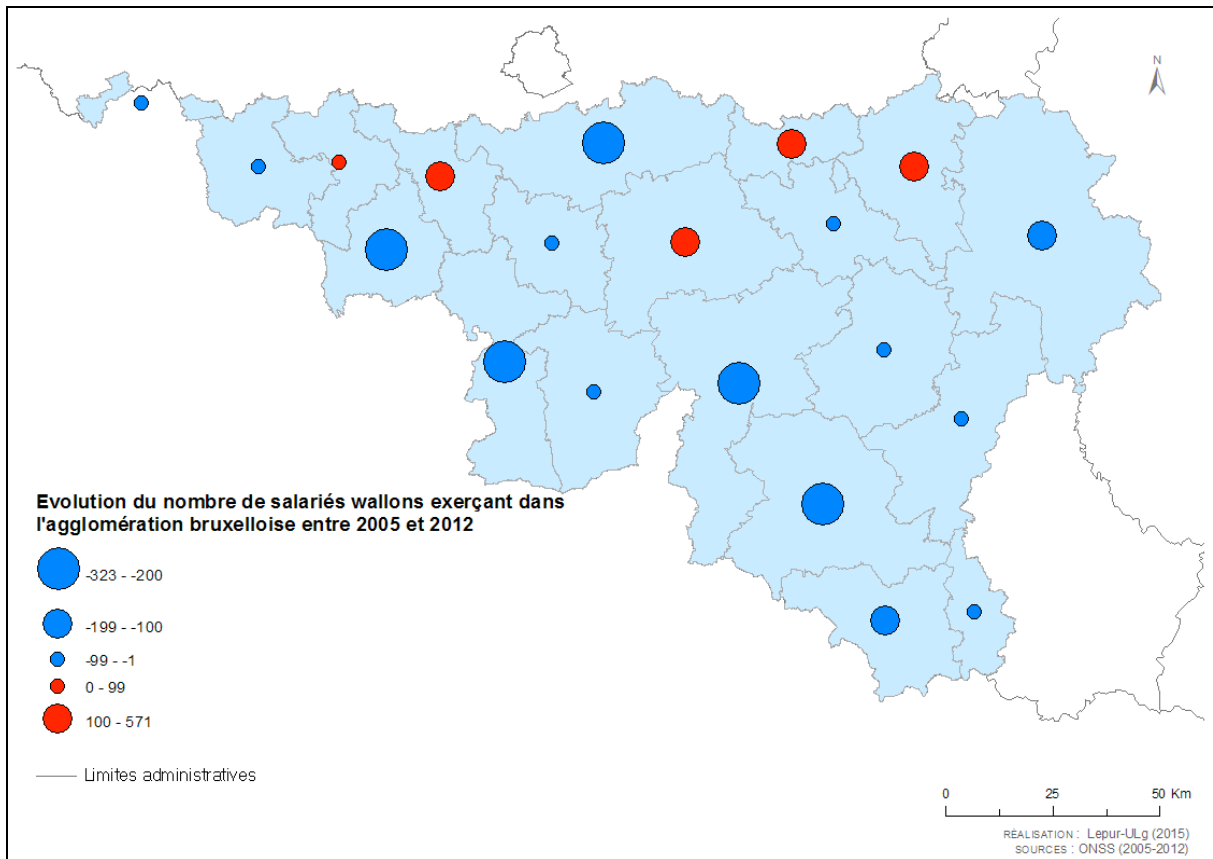 N
Evolution du nombre de salariés wallons exerçant dans
l'agglomération bruxelloise entre 2005 et 2012
-323 - -200
-199 - -100
-99 - -1
0 - 99
100 - 571
Limites administratives
0 25 50 Km
RÉALISATION : Lepur-ULg (2015)
SOURCES : ONSS (2005-2012)